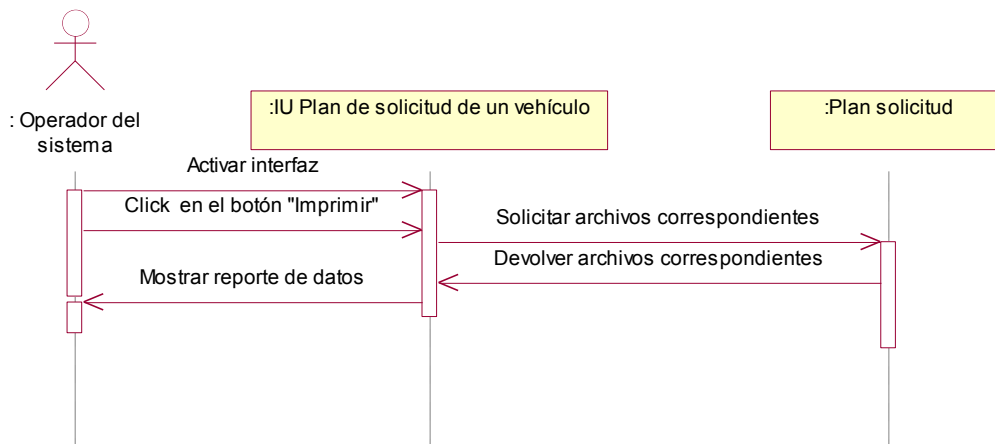 :IU Plan de solicitud de un vehículo
:Plan solicitud
: Operador del
sistema
Activar interfaz
Click en el botón "Imprimir"
Solicitar archivos correspondientes
Devolver archivos correspondientes
Mostrar reporte de datos